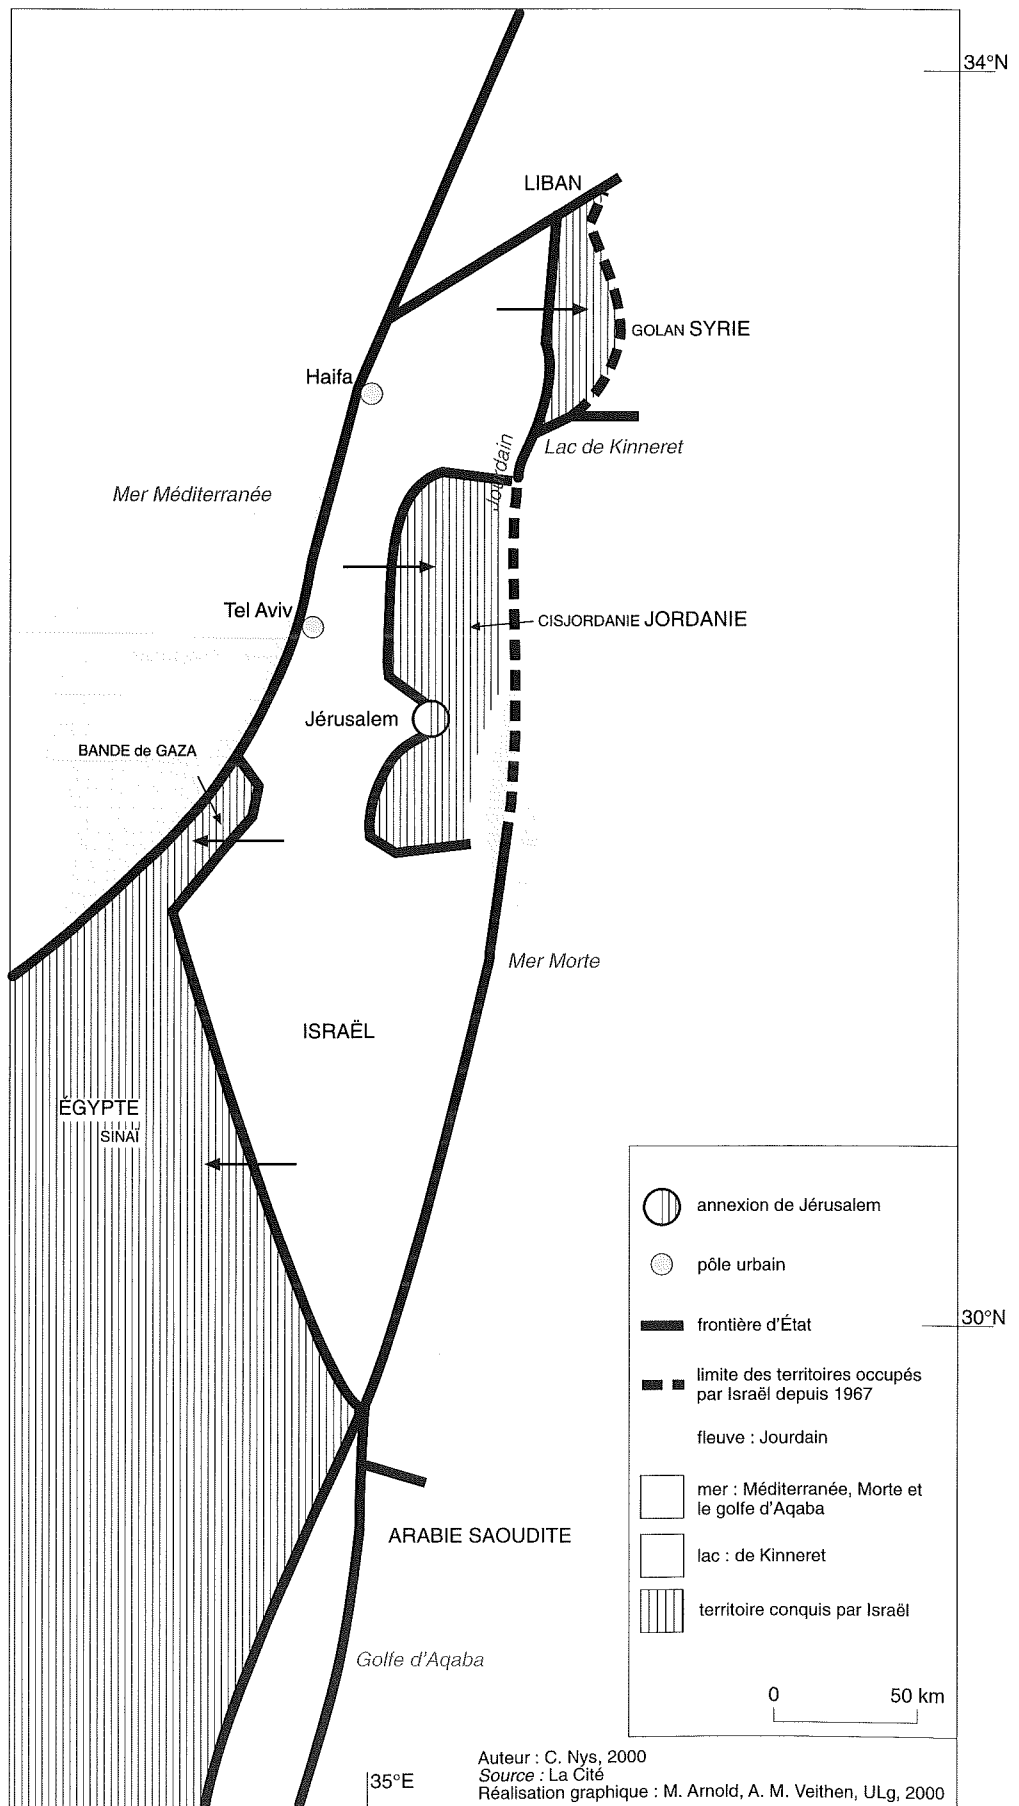 34°N
LIBAN
GOLAN SYRIE
Haifa
Lac de Kinneret
Jourdain
Mer Méditerranée
Tel Aviv
CISJORDANIE JORDANIE
Jérusalem
BANDE de GAZA
Mer Morte
ISRAËL
ÉGYPTE
SINAÏ
annexion de Jérusalem
pôle urbain
30°N
frontière d'État
limite des territoires occupés
par Israël depuis 1967
fleuve : Jourdain
mer : Méditerranée, Morte et
le golfe d'Aqaba
lac : de Kinneret
territoire conquis par Israël
ARABIE SAOUDITE
Golfe d'Aqaba
0 50 km
35°E
Auteur : C. Nys, 2000
Source : La Cité
Réalisation graphique : M. Arnold, A. M. Veithen, ULg, 2000